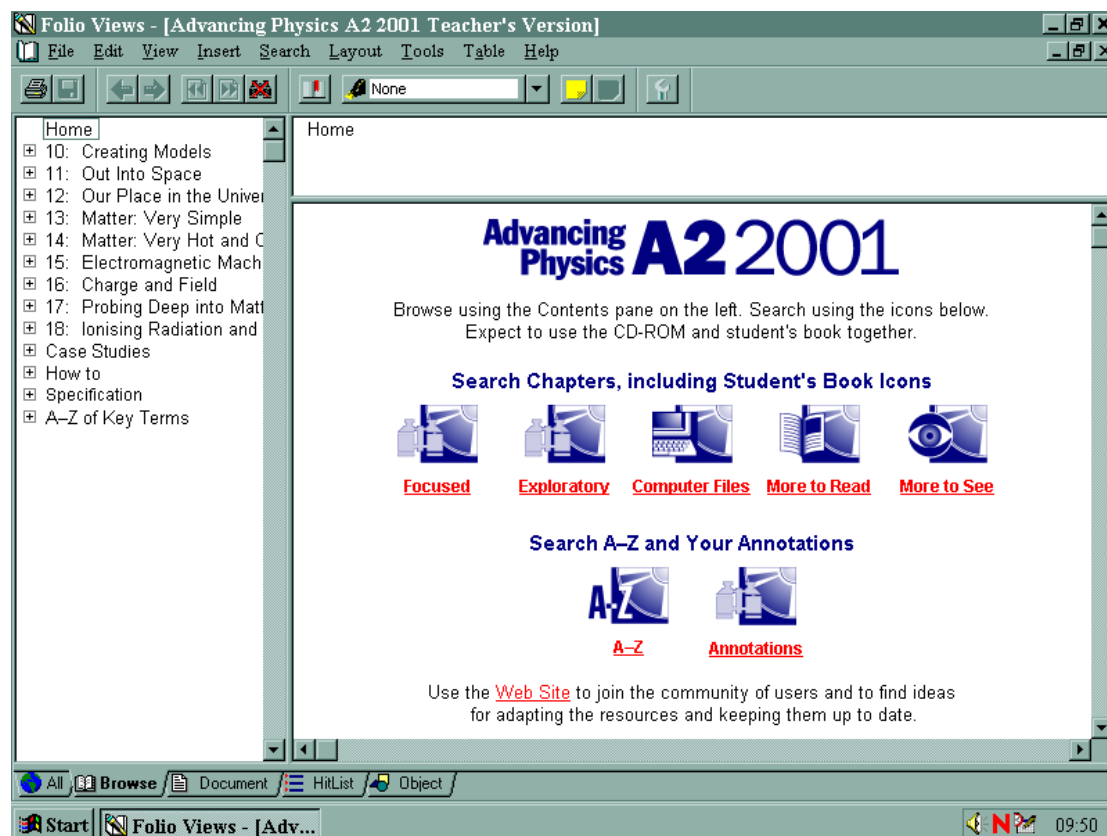 Folio Views - [Advancing Physics A2 2001 Teacher's Version]
File Edit View Insert Search Layout Tools Table Help
None
Home
10: Creating Models
11: Out Into Space
12: Our Place in the Univer
13: Matter: Very Simple
14: Matter: Very Hot and C
15: Electromagnetic Mach
16: Charge and Field
17: Probing Deep into Matt
18: Ionising Radiation and
Case Studies
How to
Specification
A–Z of Key Terms
Home
Advancing Physics A2 2001
Browse using the Contents pane on the left. Search using the icons below.
Expect to use the CD-ROM and student's book together.
Search Chapters, including Student's Book Icons
Focused Exploratory Computer Files More to Read More to See
Search A–Z and Your Annotations
A-Z
A–Z Annotations
Use the Web Site to join the community of users and to find ideas
for adapting the resources and keeping them up to date.
All Browse Document HitList Object
Start Folio Views - [Adv... N 09:50